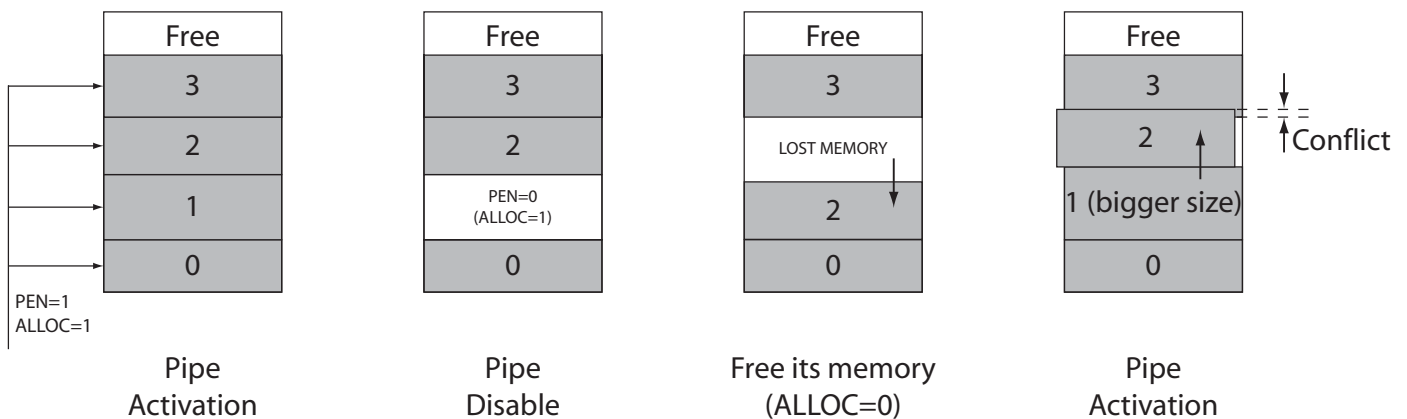 Free
3
2
1
0
PEN=1
ALLOC=1
Pipe
Activation
Free
3
2
PEN=0
(ALLOC=1)
0
Pipe
Disable
Free
3
LOST MEMORY
2
0
Free its memory
(ALLOC=0)
Free
3
2
Conflict
1 (bigger size)
0
Pipe
Activation